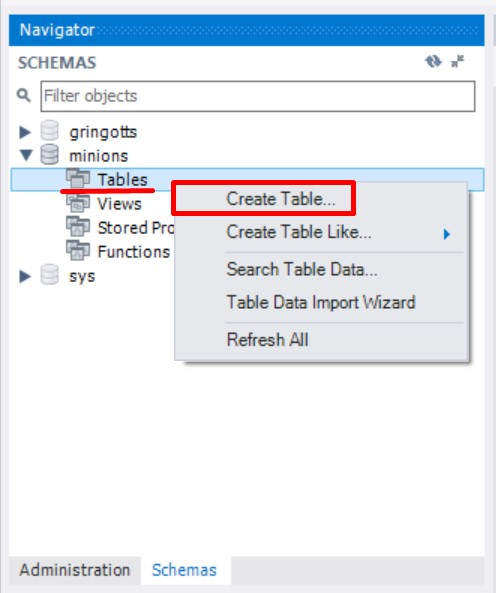 Navigator
SCHEMAS
Filter objects
gringotts
minions
Tables
Views
Stored Pro
Functions
sys
Create Table...
Create Table Like...
Search Table Data...
Table Data Import Wizard
Refresh All
Administration Schemas